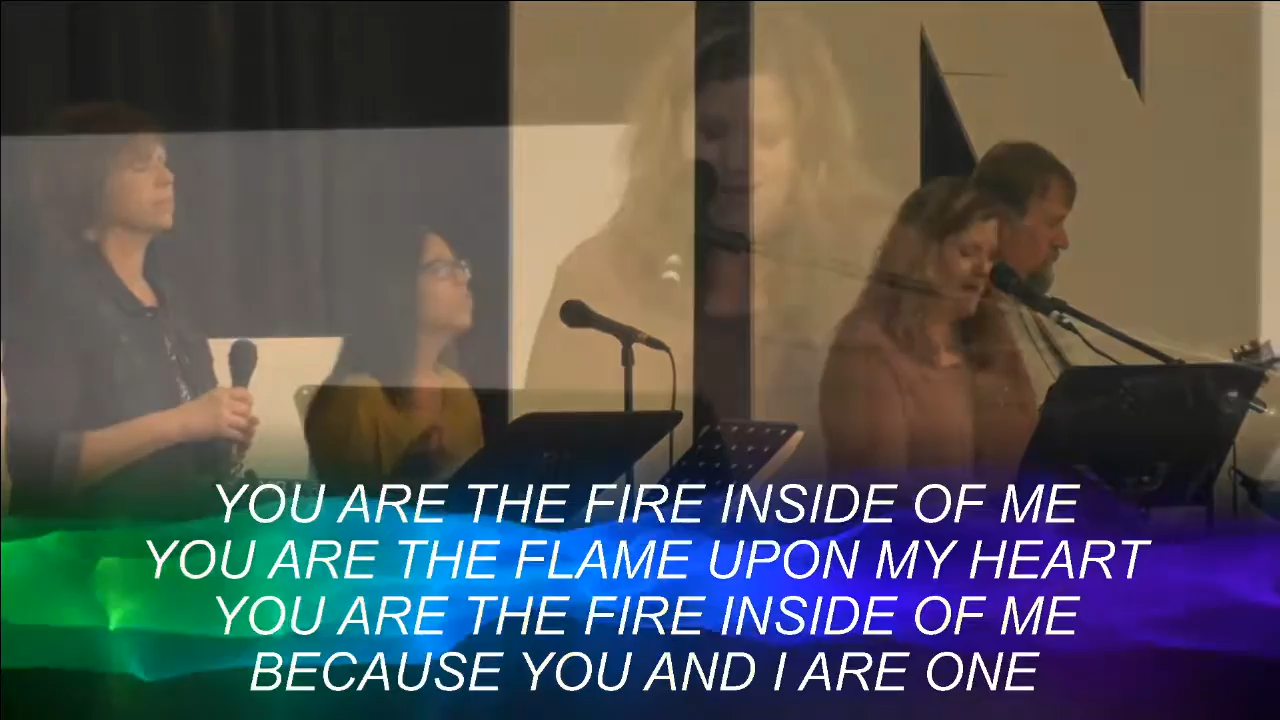 YOU ARE THE FIRE INSIDE OF ME
YOU ARE THE FLAME UPON MY HEART
YOU ARE THE FIRE INSIDE OF ME
BECAUSE YOU AND I ARE ONE